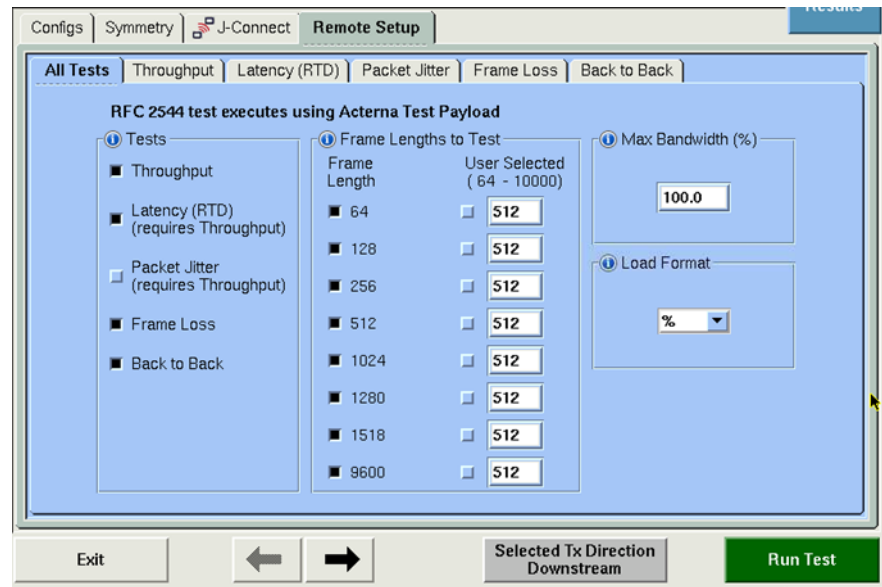 Results
Configs
Symmetry
J-Connect
Remote Setup
All Tests
Throughput
Latency (RTD)
Packet Jitter
Frame Loss
Back to Back
RFC 2544 test executes using Acterna Test Payload
Tests
Throughput
Latency (RTD)
(requires Throughput)
Packet Jitter
(requires Throughput)
Frame Loss
Back to Back
Frame Lengths to Test
Frame
Length
User Selected
( 64 - 10000)
64
512
128
512
256
512
512
512
1024
512
1280
512
1518
512
9600
512
Max Bandwidth (%)
100.0
Load Format
%
Exit
Selected Tx Direction
Downstream
Run Test